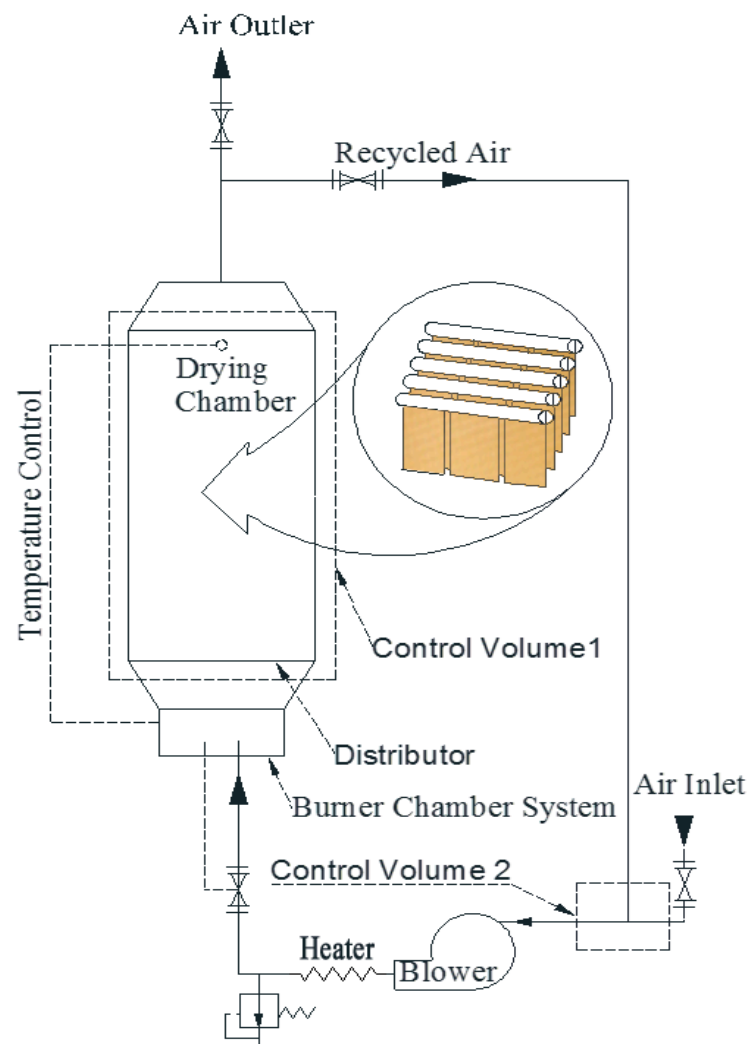 Air Outler
Recycled Air
Drying
Chamber
Temperature Control
Control Volume1
Distributor
Burner Chamber System
Air Inlet
Control Volume 2
Heater
Blower